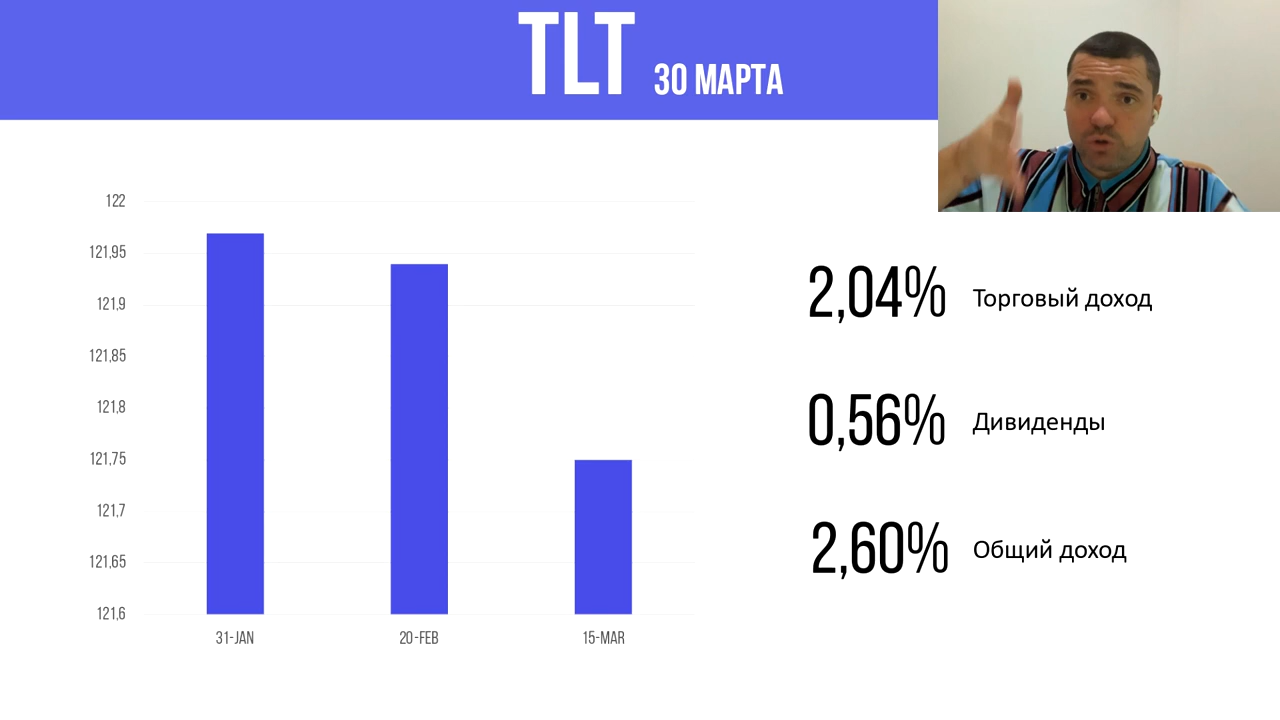 TLT 30 МАРТА
122
121,95
121,9
121,85
121,8
121,75
121,7
121,65
121,6
31-JAN 20-FEB 15-MAR
2,04% Торговый доход
0,56% Дивиденды
2,60% Общий доход